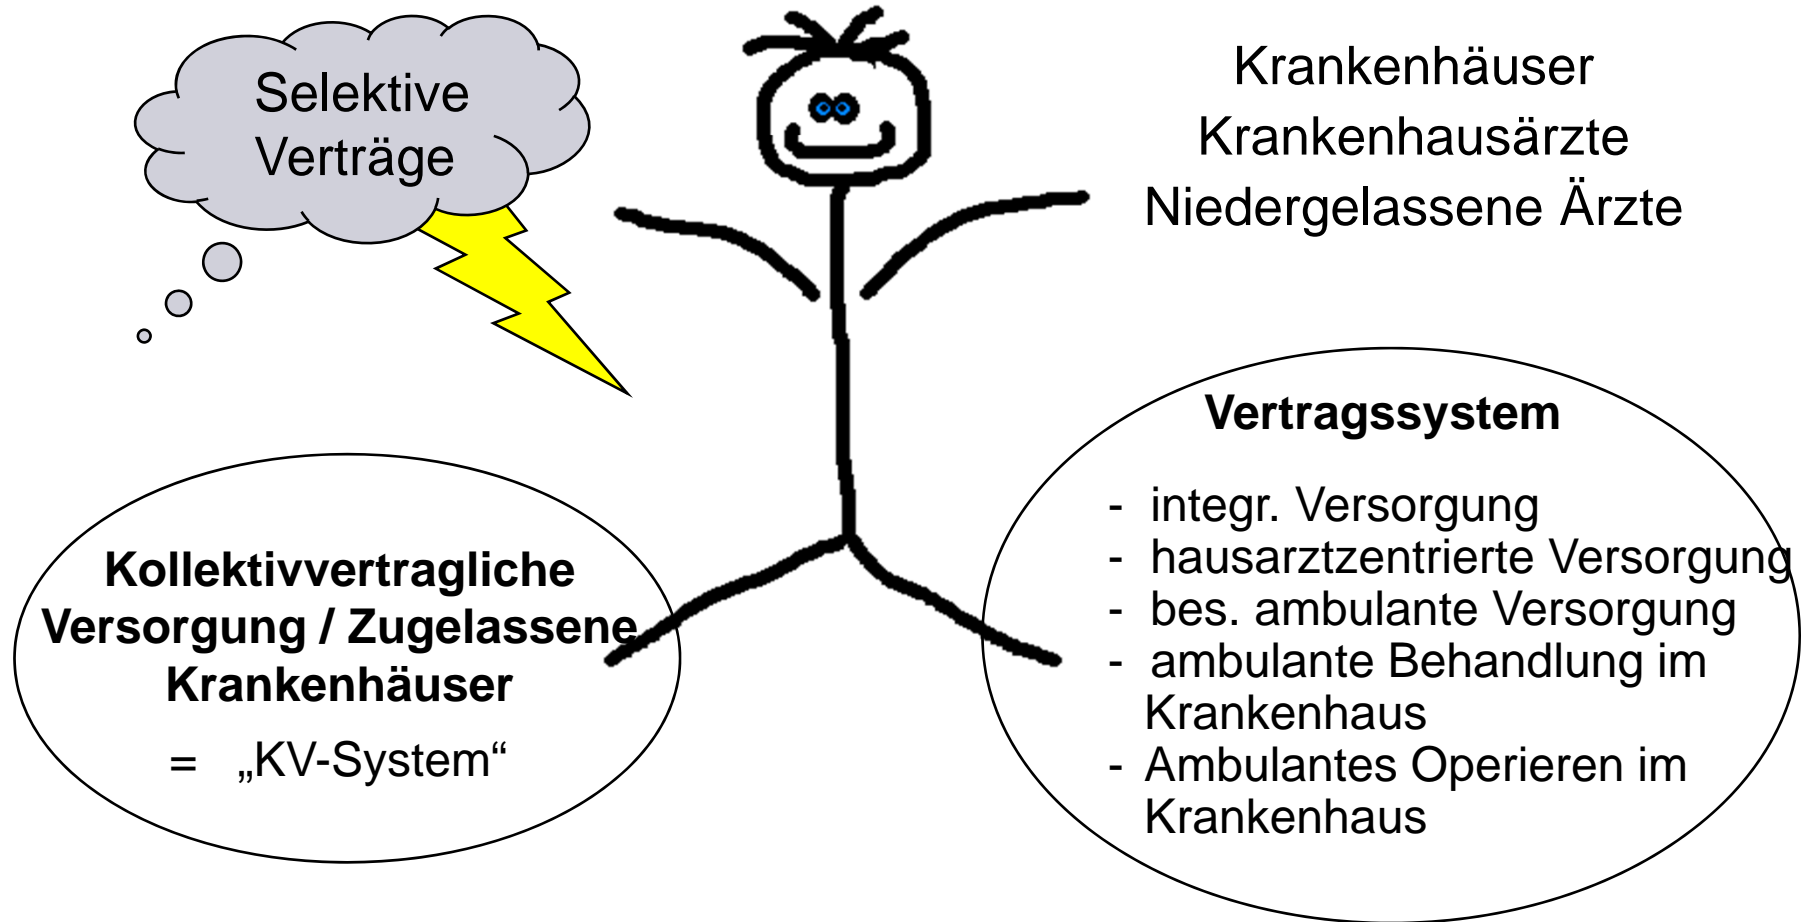 Selektive
Verträge
Krankenhäuser
Krankenhausärzte
Niedergelassene Ärzte
Kollektivvertragliche
Versorgung / Zugelassene
Krankenhäuser
= „KV-System“
Vertragssystem
- integr. Versorgung
- hausarztzentrierte Versorgung
- bes. ambulante Versorgung
- ambulante Behandlung im
Krankenhaus
- Ambulantes Operieren im
Krankenhaus